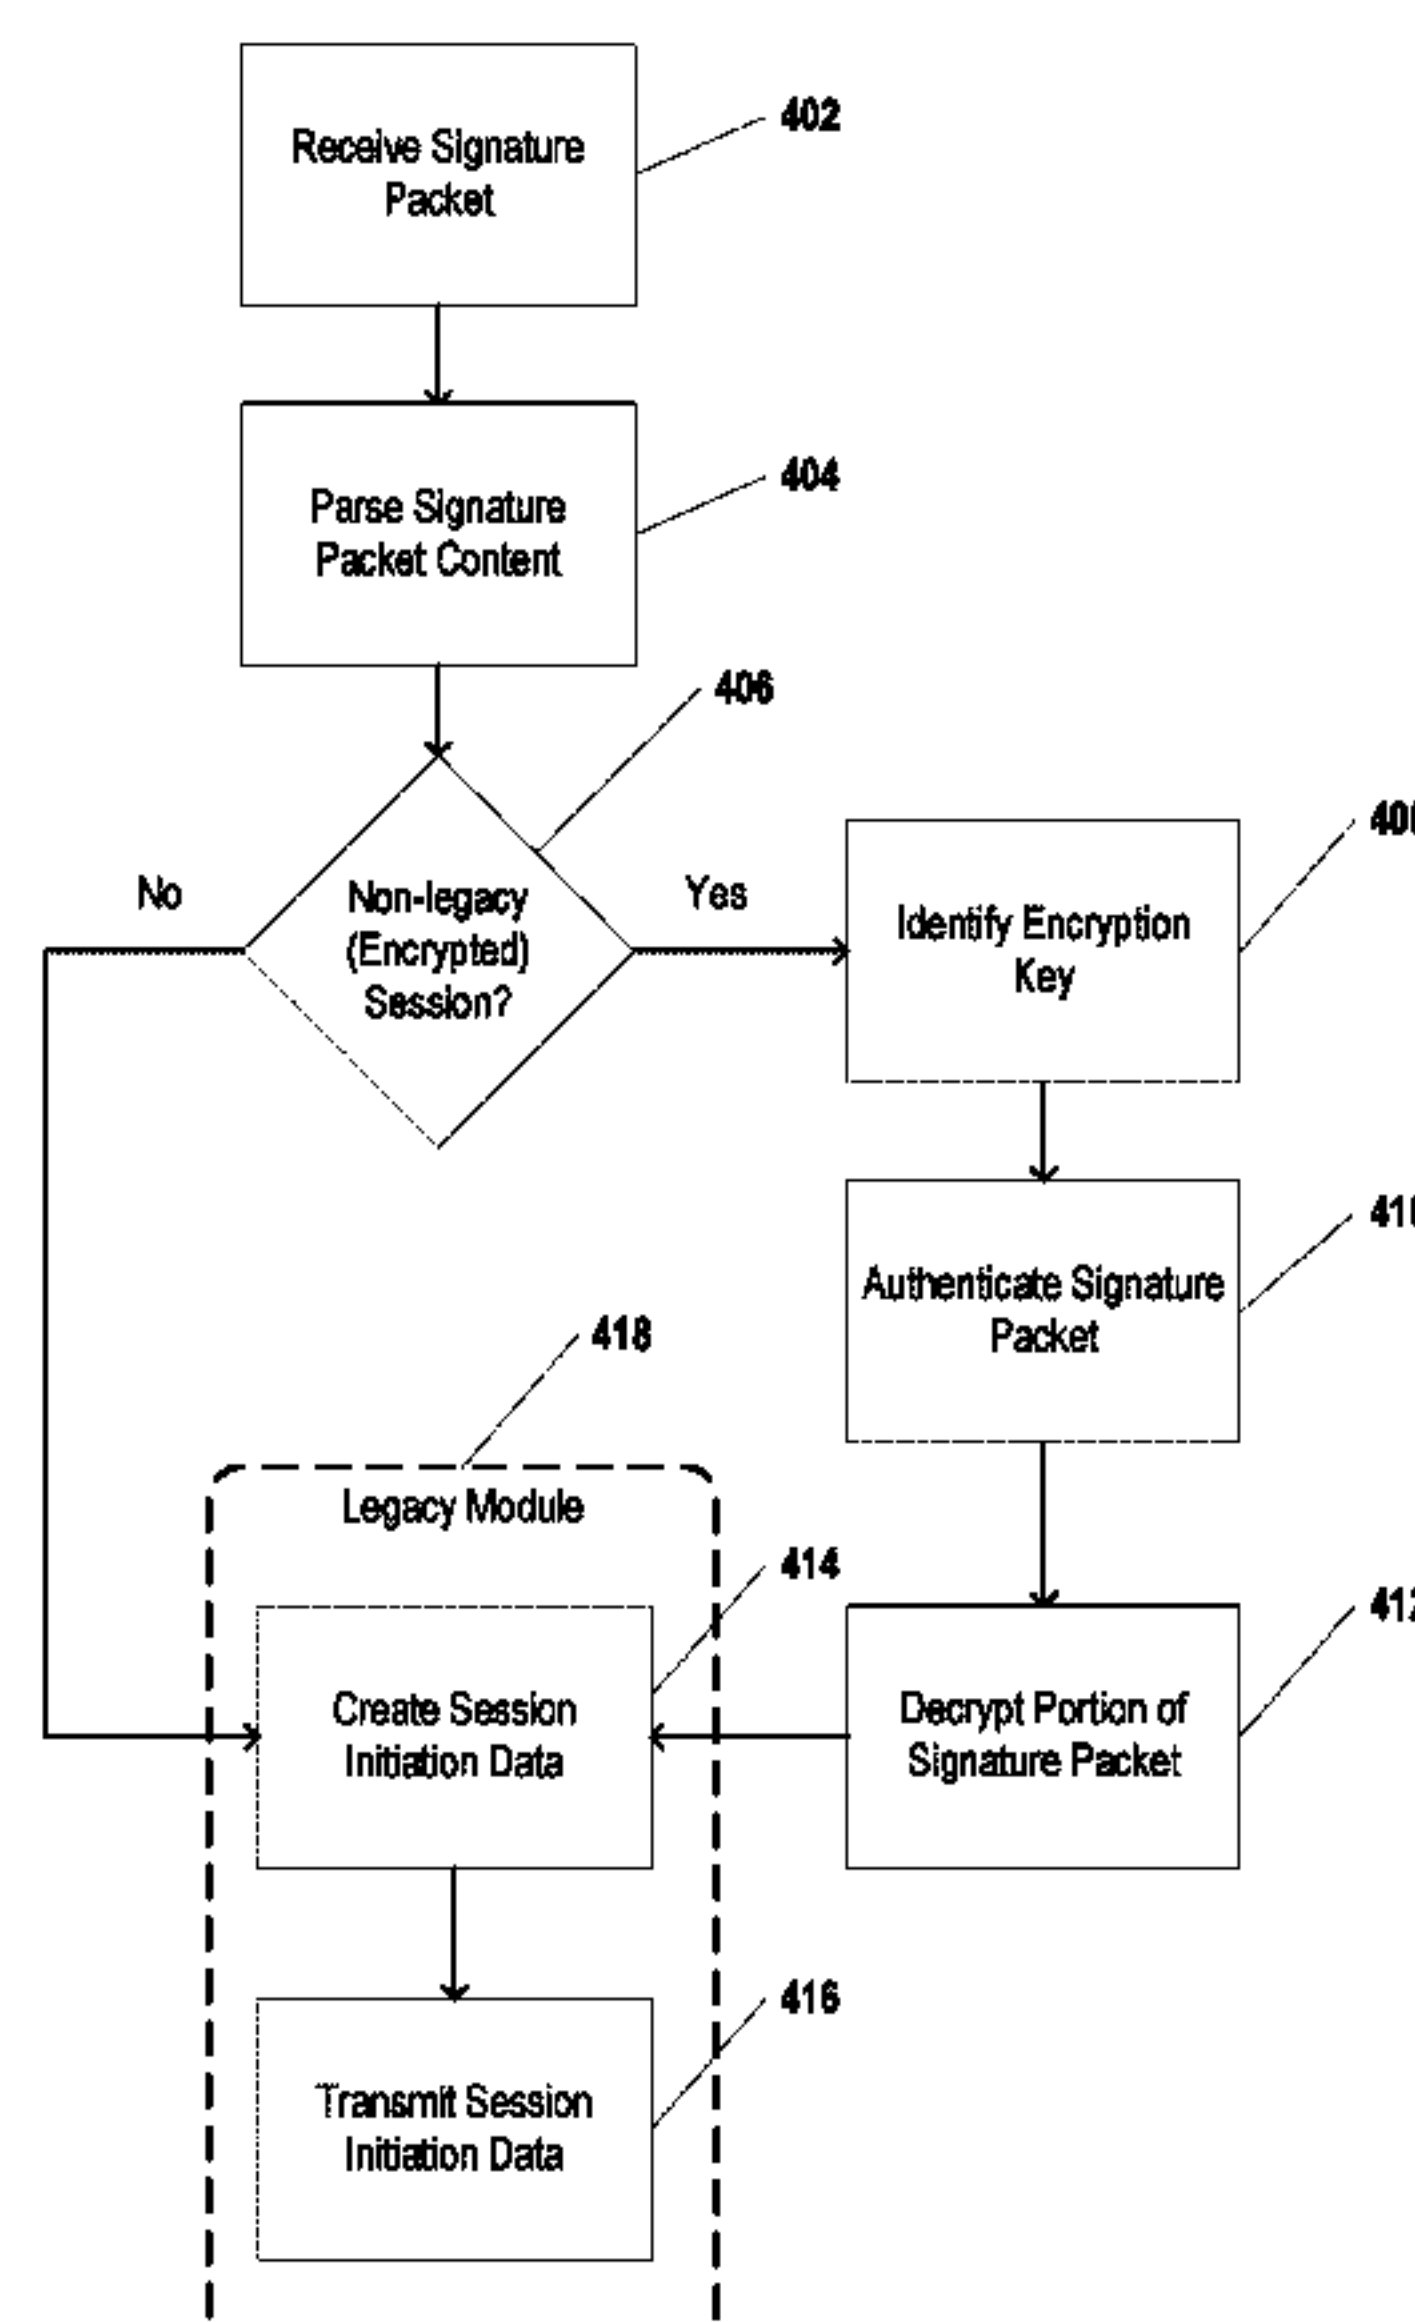 402
Receive Signature
Packet
404
Parse Signature
Packet Content
406
No
Non-legacy
(Encrypted)
Session?
Yes
Identify Encryption
Key
Authenticate Signature
Packet
418
Legacy Module
414
Create Session
Initiation Data
Decrypt Portion of
Signature Packet
416
Transmit Session
Initiation Data